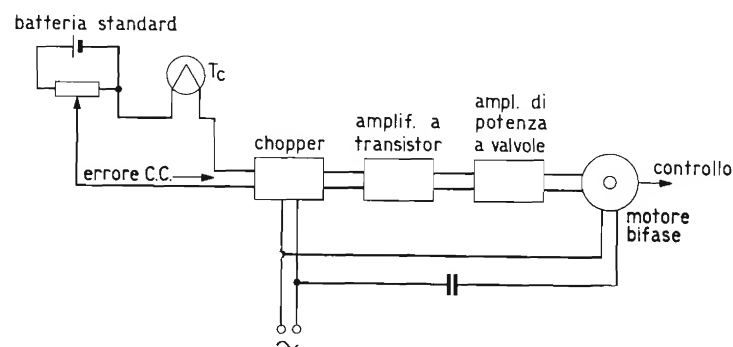 batteria standard
Tc
chopper
amplif. a
transistor
ampl. di
potenza
a valvole
errore C.C.
controllo
motore
bifase